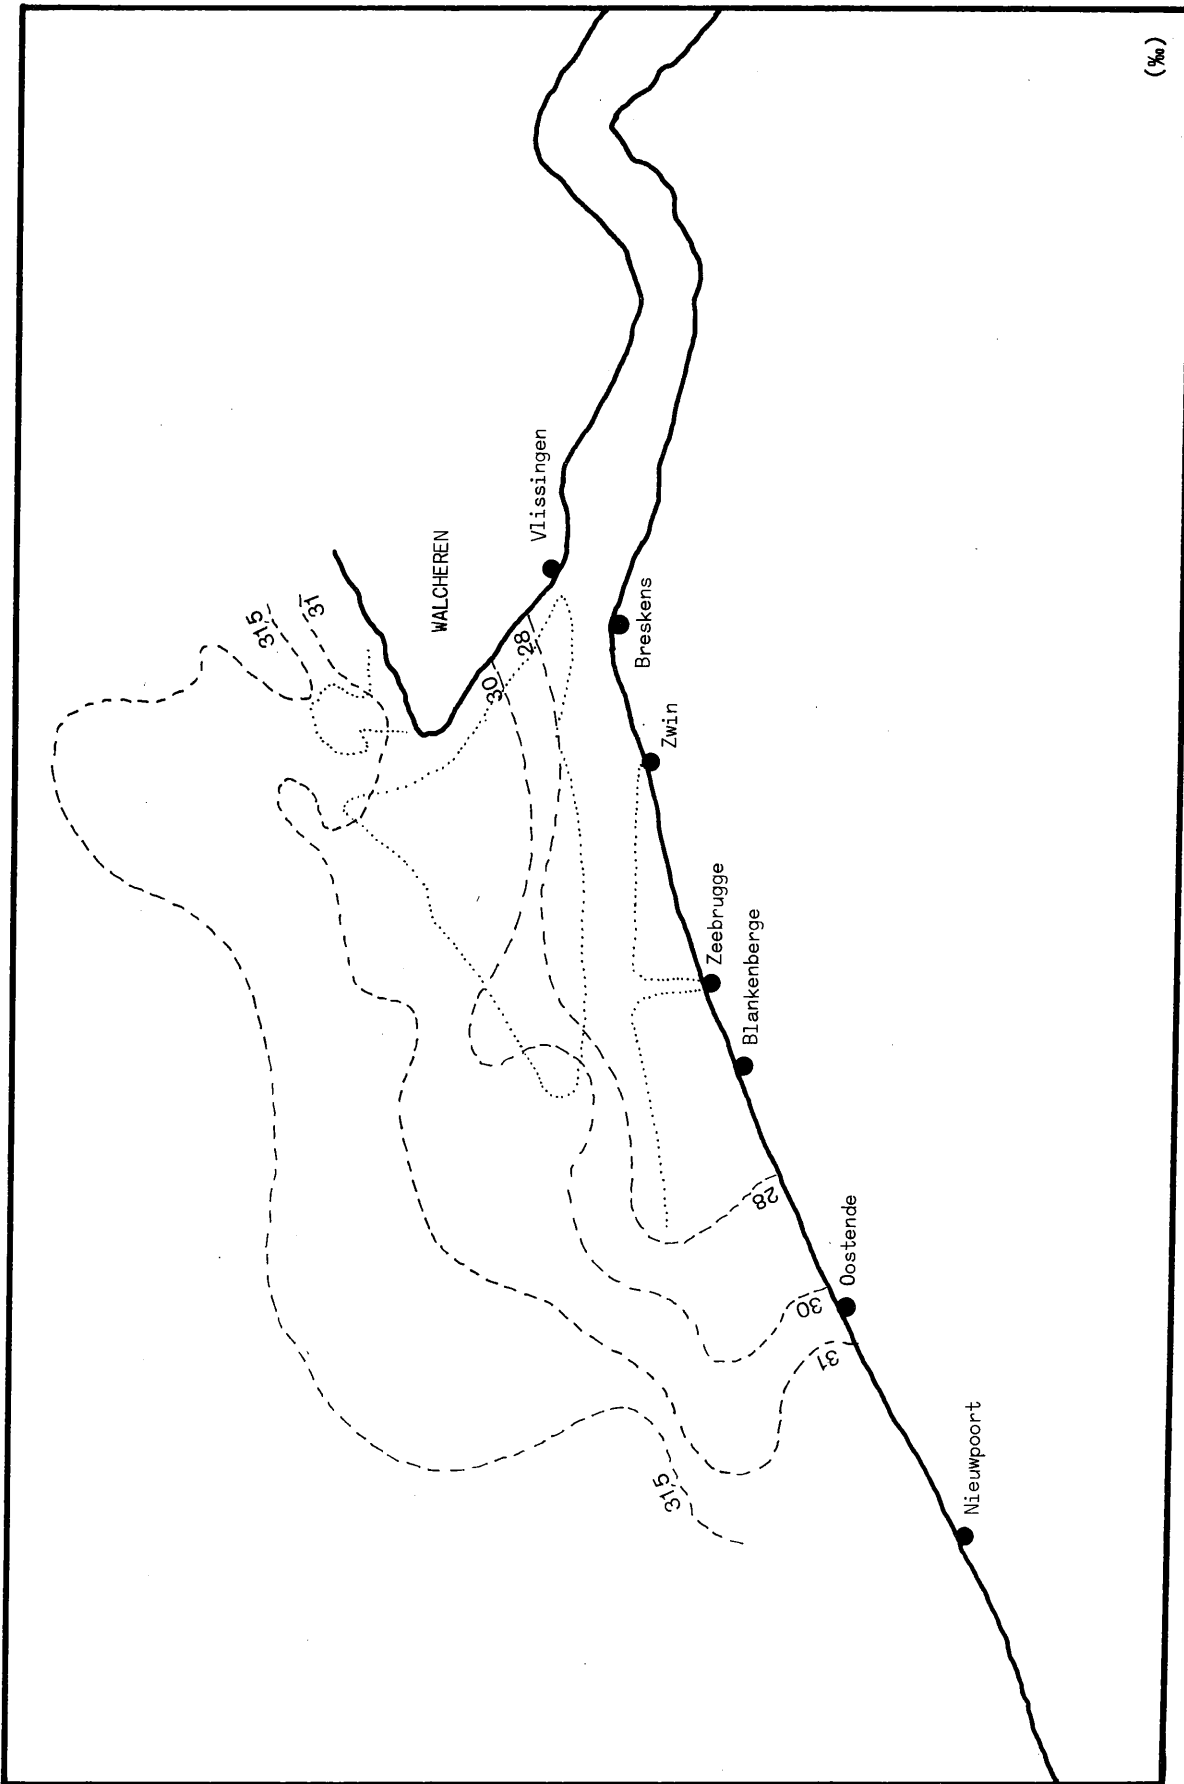 (‰)
31.5
31
WALCHEREN
Vlissingen
28
30
Breskens
Zwin
Zeebrugge
Blankenberge
28
Oostende
30
31
31.5
Nieuwpoort